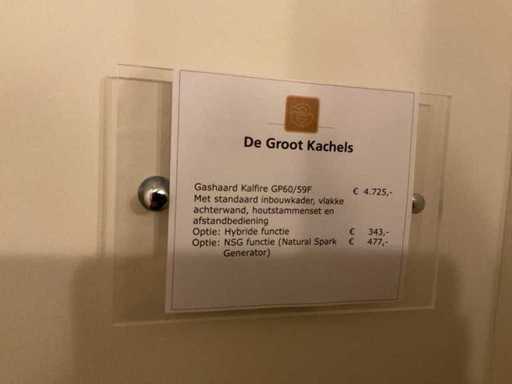 De Groot Kachels
Gashaard Kalfire GP60/59F € 4.725,-
Met standaard inbouwkader, vlakke
achterwand, houtstammenset en
afstandbediening
Optie: Hybride functie € 343,-
Optie: NSG functie (Natural Spark € 477,-
Generator)